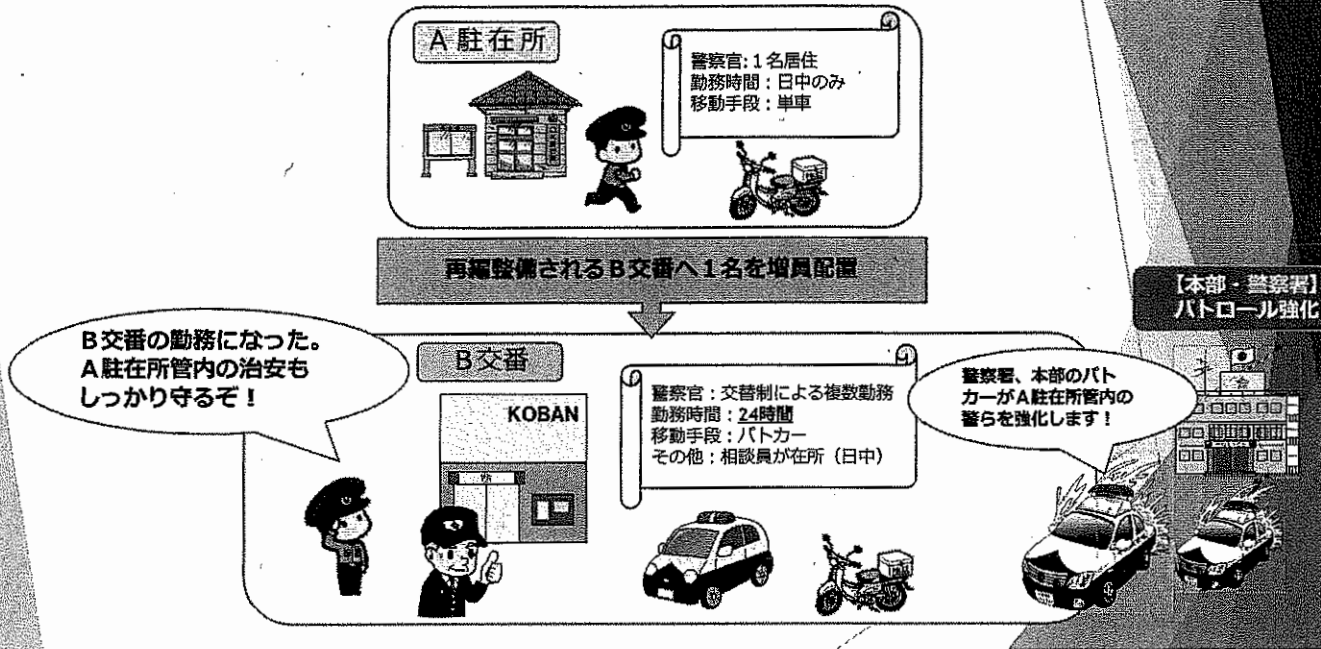 A駐在所
警察官:1名居住
勤務時間:日中のみ
移動手段:単車
再編整備されるB交番へ1名を増員配置
【本部・警察署】
パトロール強化
B交番の勤務になった。
A駐在所管内の治安も
しっかり守るぞ!
B交番
KOBAN
警察官:交替制による複数勤務
勤務時間:24時間
移動手段:パトカー
その他:相談員が在所(日中)
警察署、本部のパト
カーがA駐在所管内の
警らを強化します!